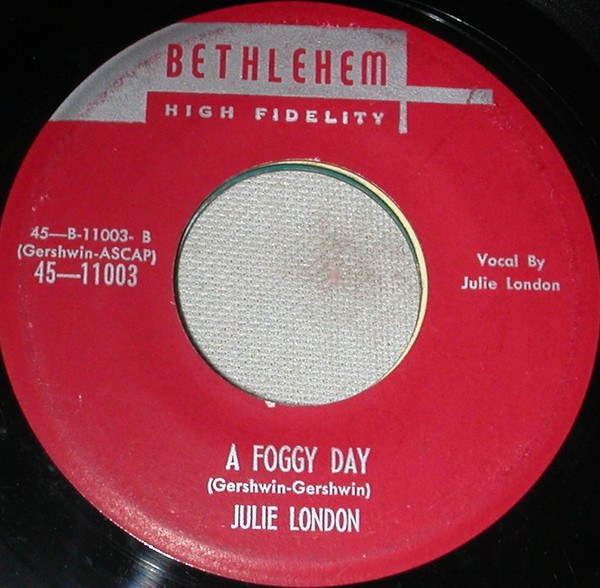 BETHLEHEM
HIGH FIDELITY
45—B-11003- B
(Gershwin-ASCAP)
45—11003
Vocal By
Julie London
A FOGGY DAY
(Gershwin-Gershwin)
JULIE LONDON